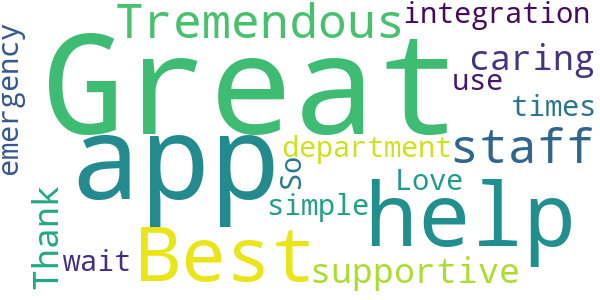 Tremendous
integration
Great
emergency
caring
use
times
app
department
staff
So
Love
help
simple
Thank
Best
wait
supportive